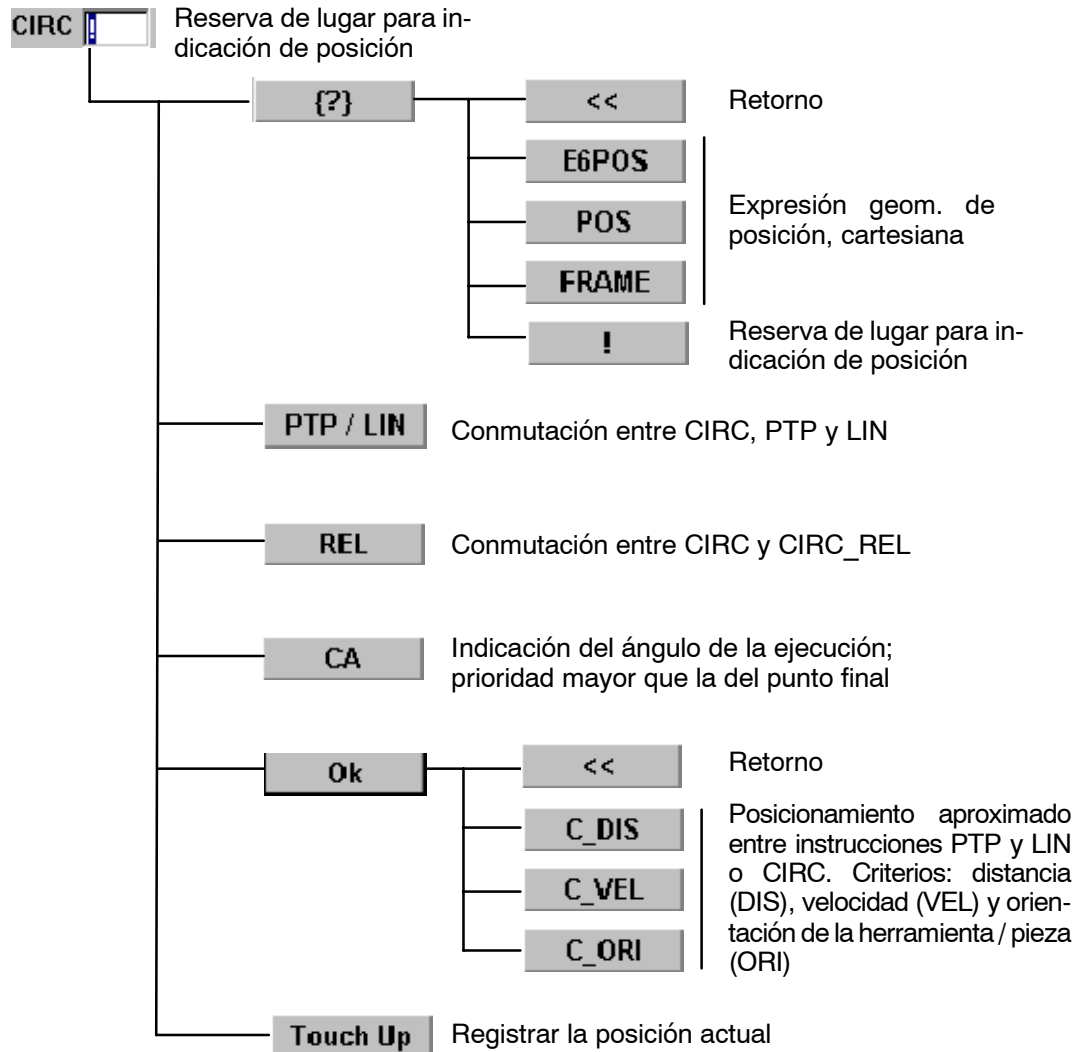 CIRC !
Reserva de lugar para in-
dicación de posición
{?}
<<
Retorno
E6POS
POS
FRAME
Expresión geom. de
posición, cartesiana
!
Reserva de lugar para in-
dicación de posición
PTP / LIN
Conmutación entre CIRC, PTP y LIN
REL
Conmutación entre CIRC y CIRC_REL
CA
Indicación del ángulo de la ejecución;
prioridad mayor que la del punto final
Ok
<<
Retorno
C_DIS
C_VEL
C_ORI
Posicionamiento aproximado
entre instrucciones PTP y LIN
o CIRC. Criterios: distancia
(DIS), velocidad (VEL) y orien-
tación de la herramienta / pieza
(ORI)
Touch Up
Registrar la posición actual